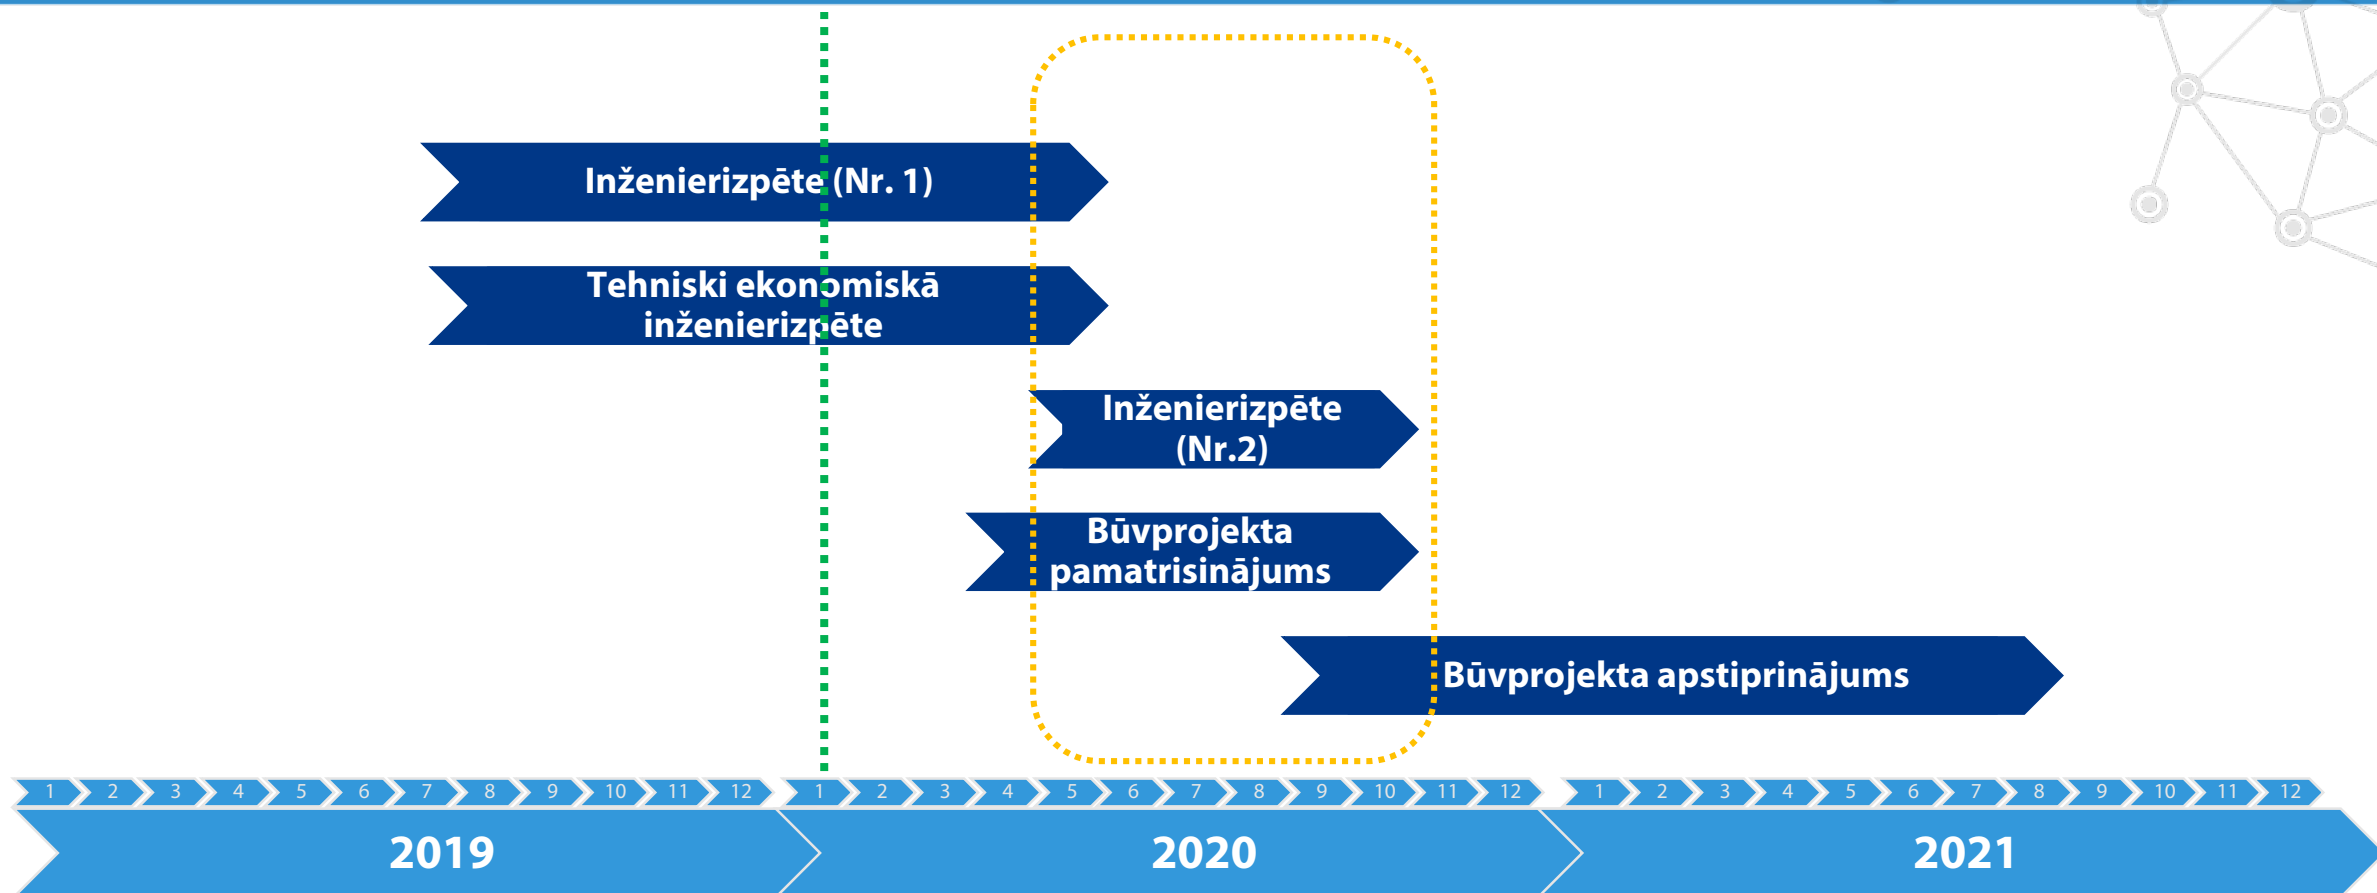 Inženierizpēte (Nr. 1)
Tehniski ekonomiskā
inženierizpēte
Inženierizpēte
(Nr.2)
Būvprojekta
pamatrisinājums
Būvprojekta apstiprinājums
1 2 3 4 5 6 7 8 9 10 11 12 1 2 3 4 5 6 7 8 9 10 11 12 1 2 3 4 5 6 7 8 9 10 11 12
2019 2020 2021